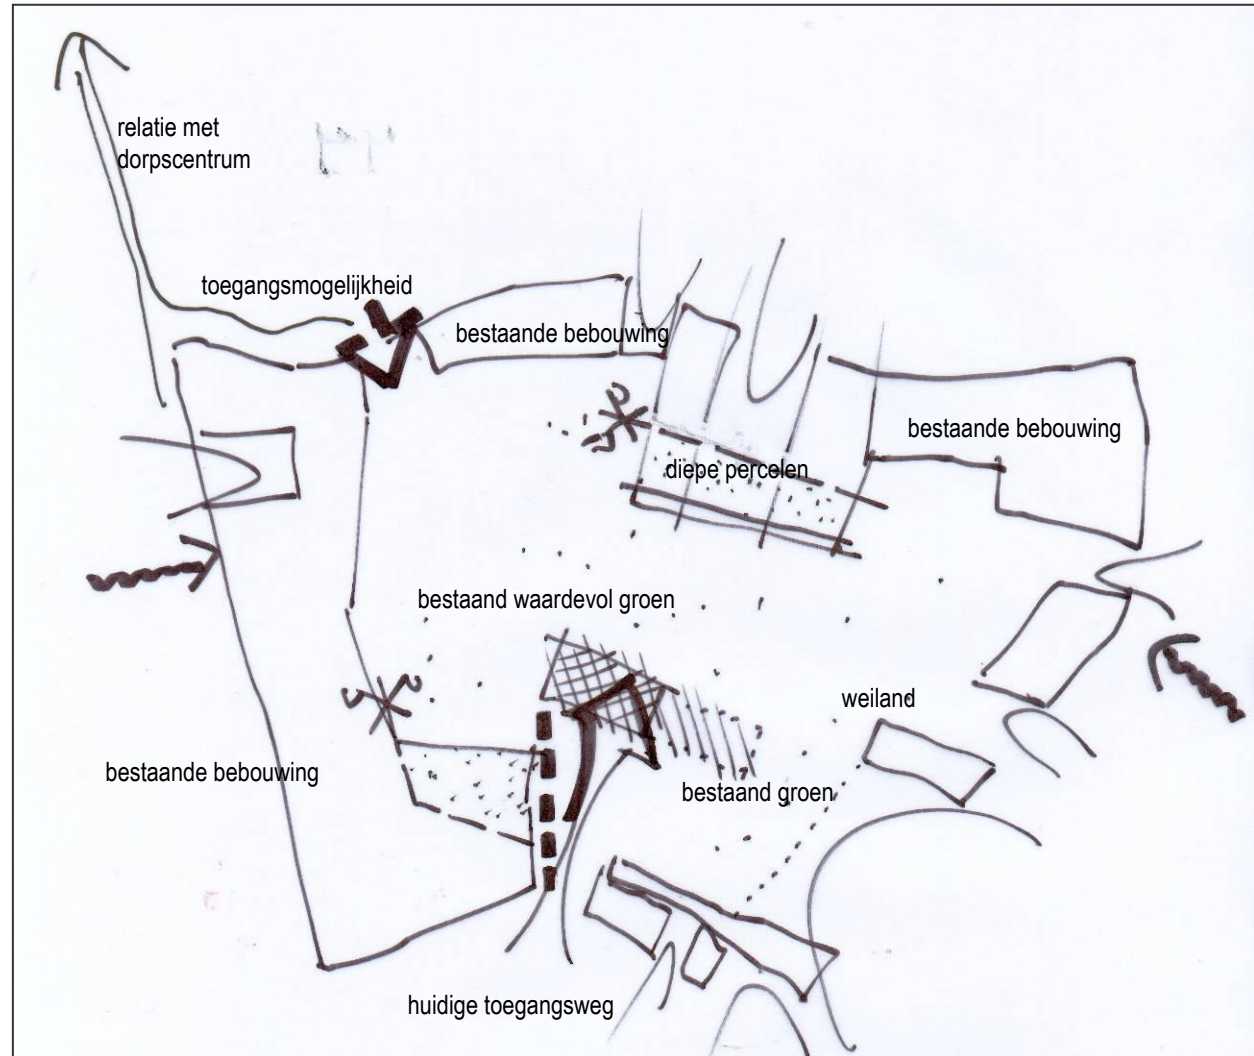 relatie met
dorpscentrum
toegangsmogelijkheid
bestaande bebouwing
bestaande bebouwing
diepe percelen
bestaand waardevol groen
weiland
bestaande bebouwing
bestaand groen
huidige toegangsweg